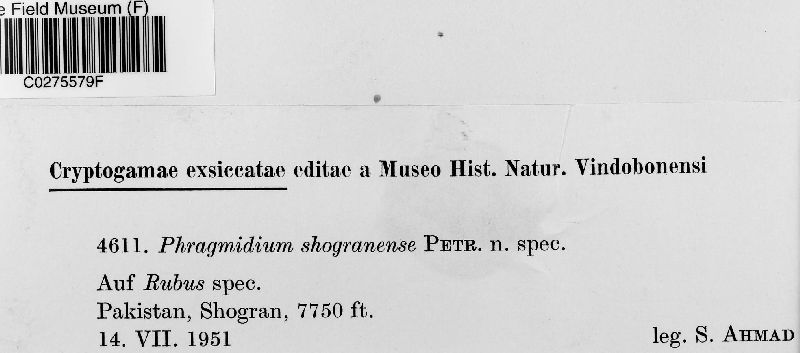 e Field Museum (F)
C0275579F
Cryptogamae exsiccatae editae a Museo Hist. Natur. Vindobonensi
4611. Phragmidium shogranense PETR. n. spec.
Auf Rubus spec.
Pakistan, Shogran, 7750 ft.
14. VII. 1951
leg. S. AHMAD